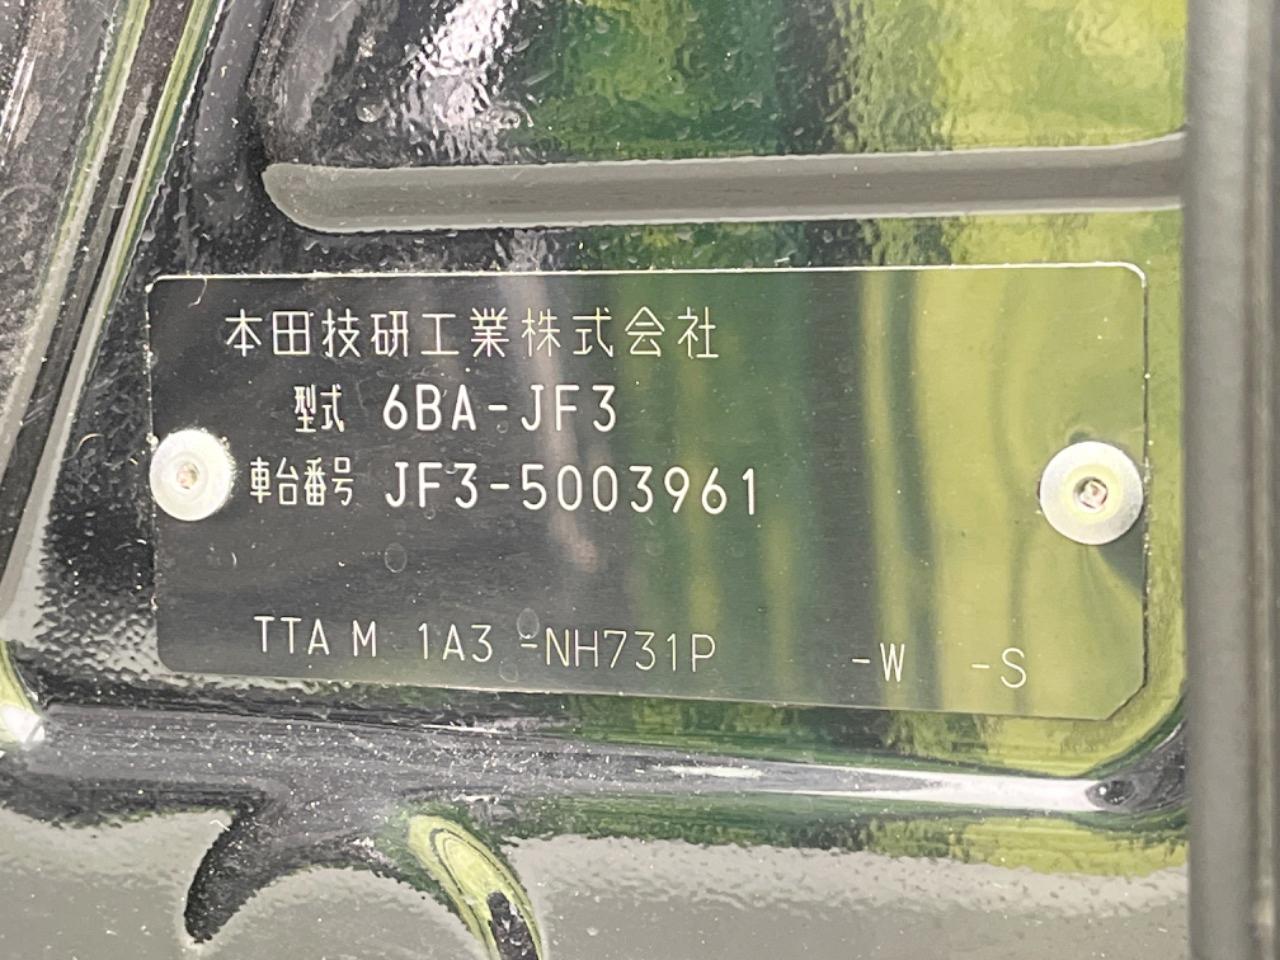 本田技研工業株式会社
型式 6BA-JF3
車台番号 JF3-5003961
TTA M 1A3 -NH731P -W -S